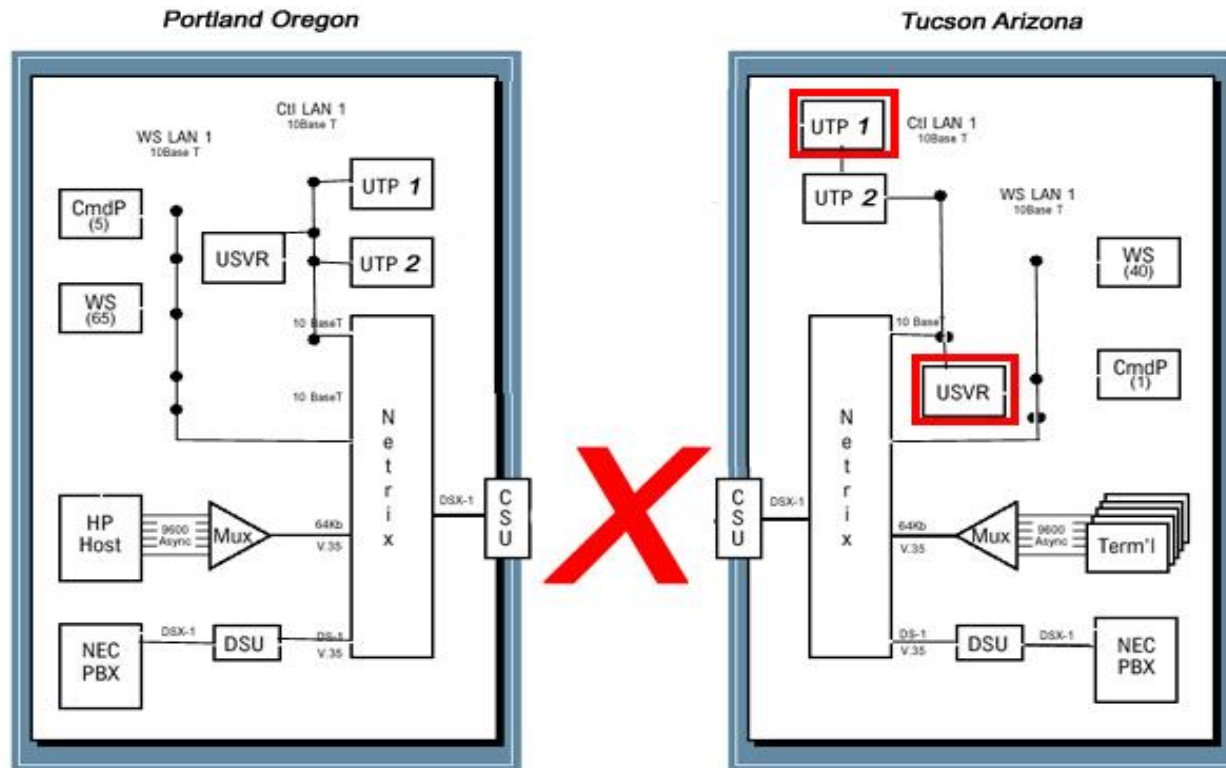 Portland Oregon
Ctl LAN 1
10Base T
WS LAN 1
10Base T
CmdP
(5)
UTP 1
USVR
UTP 2
WS
(65)
10 BaseT
10 BaseT
N
e
t
r
i
x
HP
Host
9600
Async
Mux
64Kb
V.35
DSX-1
C
S
U
NEC
PBX
DSX-1
DSU
DS-1
V.35
X
Tucson Arizona
UTP 1
Ctl LAN 1
10Base T
UTP 2
WS LAN 1
10Base T
WS
(40)
10 BaseT
USVR
CmdP
(1)
N
e
t
r
i
x
C
S
U
DSX-1
64Kb
V.35
Mux
9600
Async
Term'l
DS-1
V.35
DSU
DSX-1
NEC
PBX